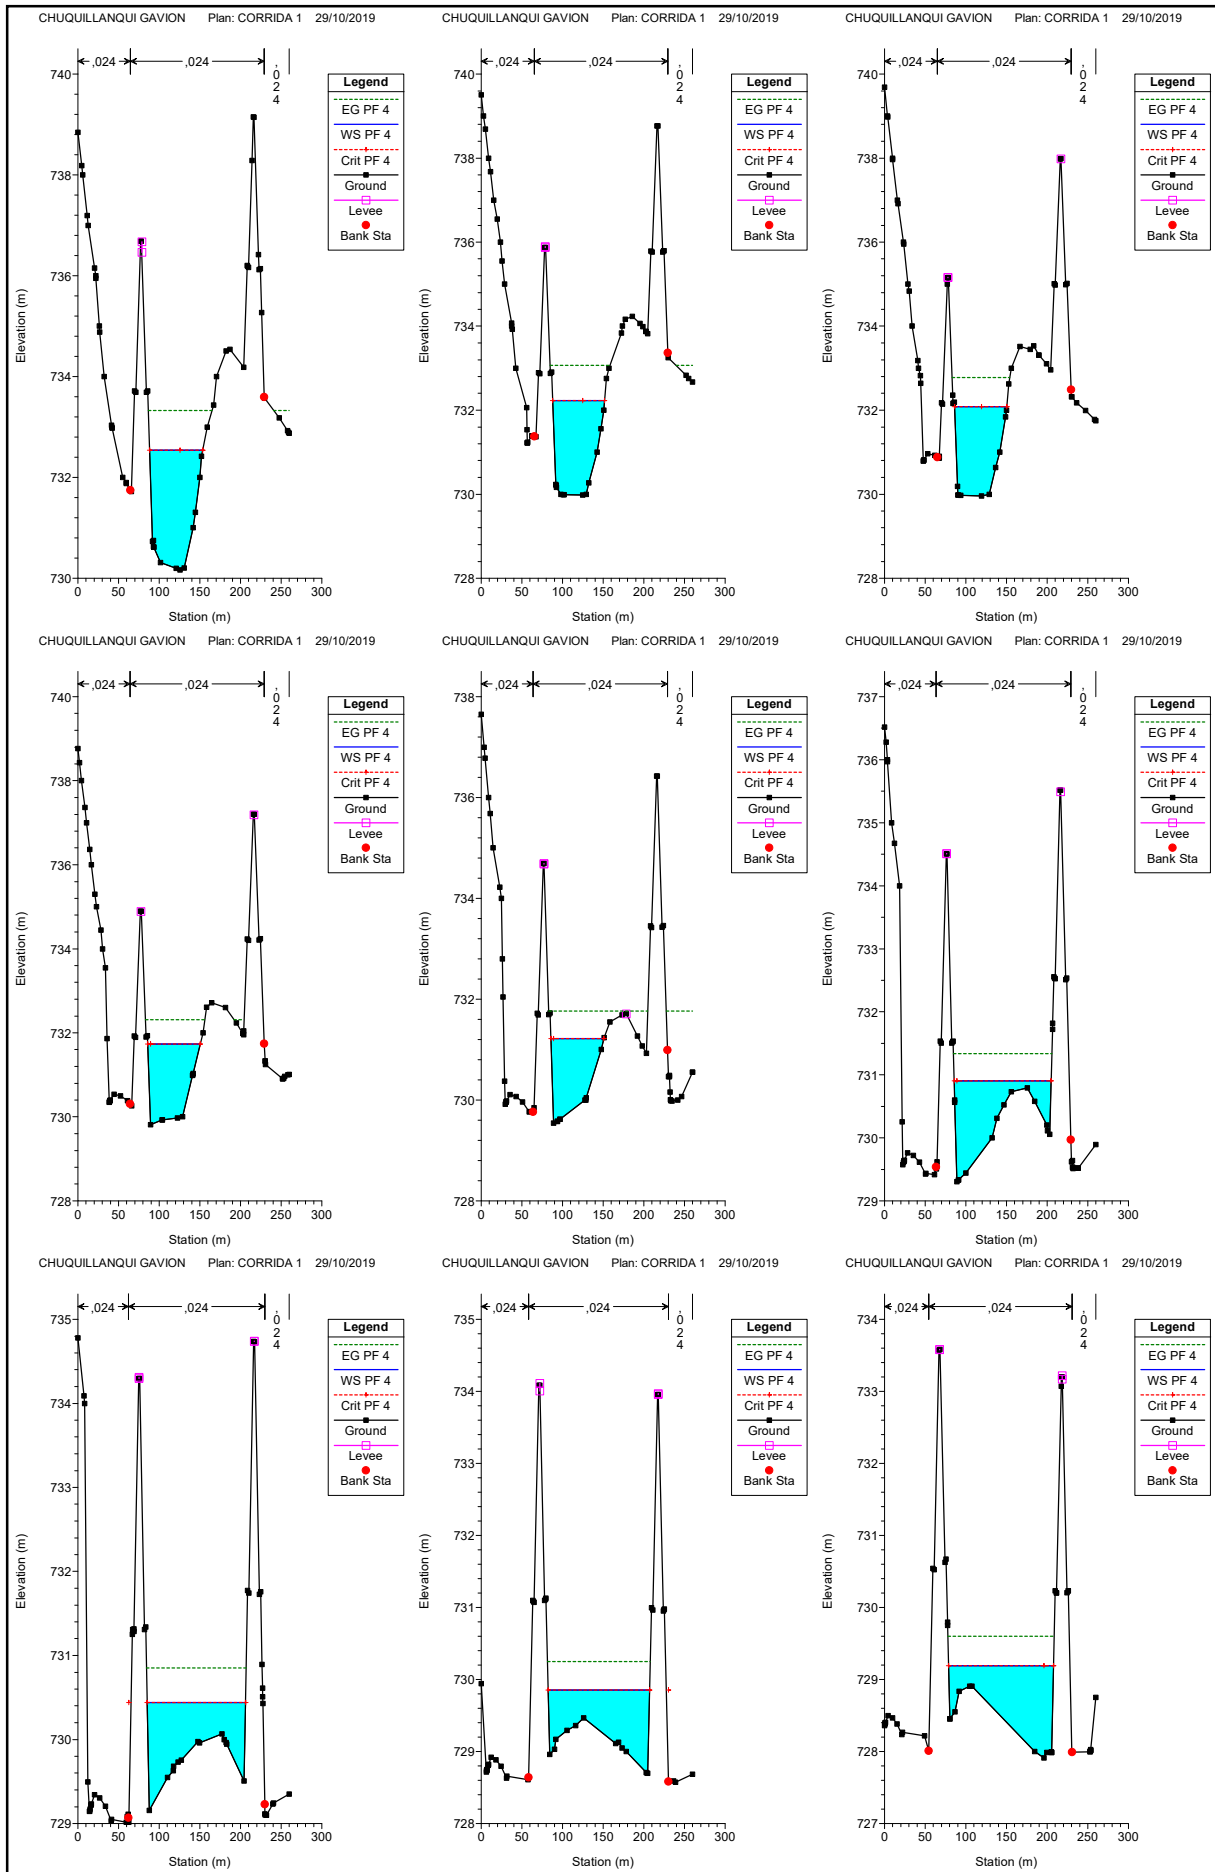 CHUQUILLANQUI GAVION Plan: CORRIDA 1 29/10/2019
,024 ,024 ,024
Legend
EG PF 4
WS PF 4
Crit PF 4
Ground
Levee
Bank Sta
740
738
736
734
732
730
Elevation (m)
0 50 100 150 200 250 300
Station (m)
CHUQUILLANQUI GAVION Plan: CORRIDA 1 29/10/2019
,024 ,024 ,024
Legend
EG PF 4
WS PF 4
Crit PF 4
Ground
Levee
Bank Sta
740
738
736
734
732
730
728
Elevation (m)
0 50 100 150 200 250 300
Station (m)
CHUQUILLANQUI GAVION Plan: CORRIDA 1 29/10/2019
,024 ,024 ,024
Legend
EG PF 4
WS PF 4
Crit PF 4
Ground
Levee
Bank Sta
740
738
736
734
732
730
728
Elevation (m)
0 50 100 150 200 250 300
Station (m)
CHUQUILLANQUI GAVION Plan: CORRIDA 1 29/10/2019
,024 ,024 ,024
Legend
EG PF 4
WS PF 4
Crit PF 4
Ground
Levee
Bank Sta
740
738
736
734
732
730
728
Elevation (m)
0 50 100 150 200 250 300
Station (m)
CHUQUILLANQUI GAVION Plan: CORRIDA 1 29/10/2019
,024 ,024 ,024
Legend
EG PF 4
WS PF 4
Crit PF 4
Ground
Levee
Bank Sta
738
736
734
732
730
728
Elevation (m)
0 50 100 150 200 250 300
Station (m)
CHUQUILLANQUI GAVION Plan: CORRIDA 1 29/10/2019
,024 ,024 ,024
Legend
EG PF 4
WS PF 4
Crit PF 4
Ground
Levee
Bank Sta
737
736
735
734
733
732
731
730
729
Elevation (m)
0 50 100 150 200 250 300
Station (m)
CHUQUILLANQUI GAVION Plan: CORRIDA 1 29/10/2019
,024 ,024 ,024
Legend
EG PF 4
WS PF 4
Crit PF 4
Ground
Levee
Bank Sta
735
734
733
732
731
730
729
Elevation (m)
0 50 100 150 200 250 300
Station (m)
CHUQUILLANQUI GAVION Plan: CORRIDA 1 29/10/2019
,024 ,024 ,024
Legend
EG PF 4
WS PF 4
Crit PF 4
Ground
Levee
Bank Sta
735
734
733
732
731
730
729
728
Elevation (m)
0 50 100 150 200 250 300
Station (m)
CHUQUILLANQUI GAVION Plan: CORRIDA 1 29/10/2019
,024 ,024 ,024
Legend
EG PF 4
WS PF 4
Crit PF 4
Ground
Levee
Bank Sta
734
733
732
731
730
729
728
727
Elevation (m)
0 50 100 150 200 250 300
Station (m)